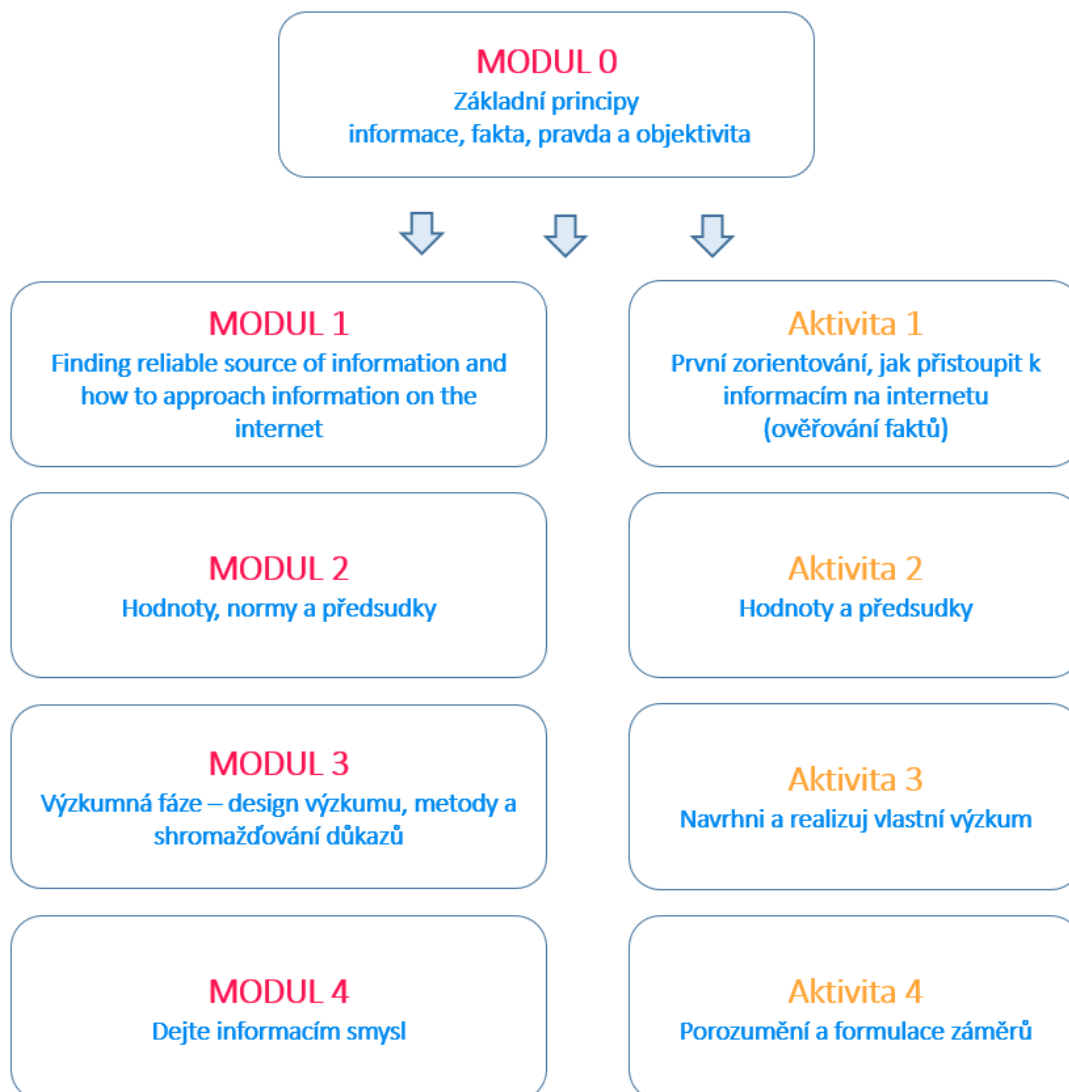 MODUL 0
Základní principy
informace, fakta, pravda a objektivita
MODUL 1
Finding reliable source of information and
how to approach information on the
internet
Aktivita 1
První zorientování, jak přistoupit k
informacím na internetu
(ověřování faktů)
MODUL 2
Hodnoty, normy a předsudky
Aktivita 2
Hodnoty a předsudky
MODUL 3
Výzkumná fáze – design výzkumu, metody a
shromažďování důkazů
Aktivita 3
Navrhni a realizuj vlastní výzkum
MODUL 4
Dejte informacím smysl
Aktivita 4
Porozumění a formulace záměrů